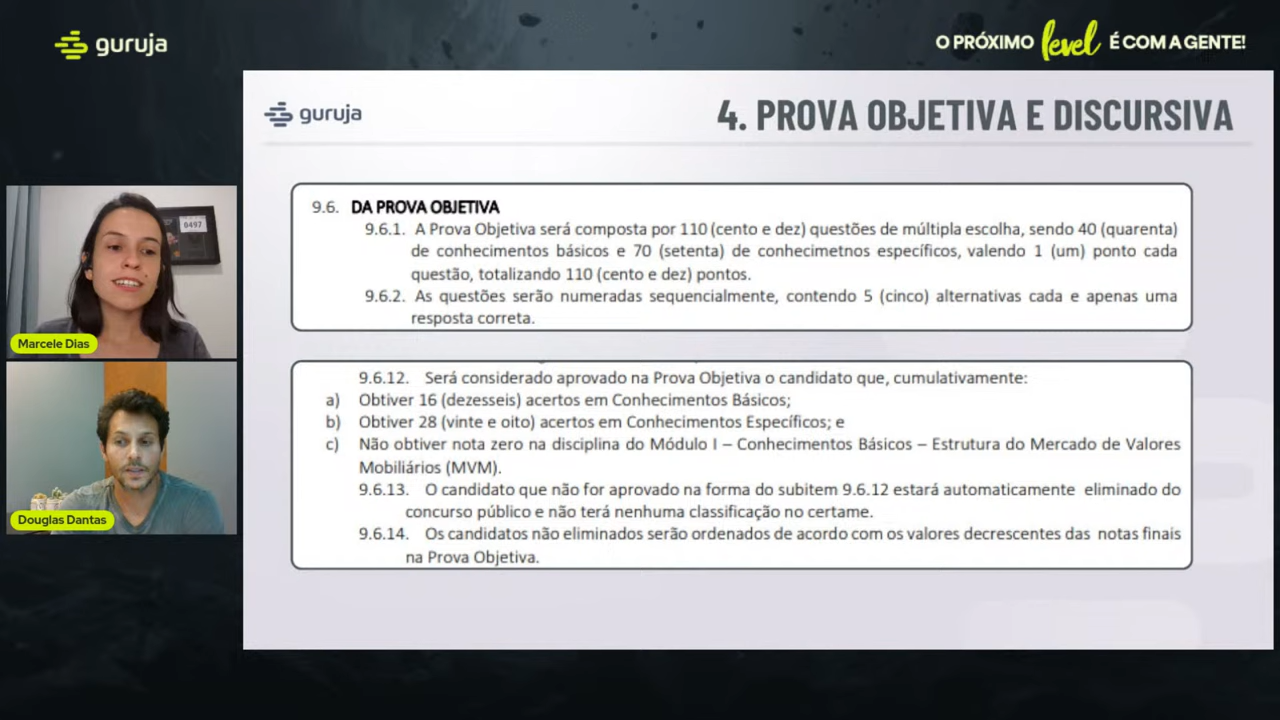 guruja
O PRÓXIMO level É COM A GENTE!
guruja
4. PROVA OBJETIVA E DISCURSIVA
9.6. DA PROVA OBJETIVA
9.6.1. A Prova Objetiva será composta por 110 (cento e dez) questões de múltipla escolha, sendo 40 (quarenta)
de conhecimentos básicos e 70 (setenta) de conhecimetnos específicos, valendo 1 (um) ponto cada
questão, totalizando 110 (cento e dez) pontos.
9.6.2. As questões serão numeradas sequencialmente, contendo 5 (cinco) alternativas cada e apenas uma
resposta correta.
9.6.12. Será considerado aprovado na Prova Objetiva o candidato que, cumulativamente:
a) Obtiver 16 (dezesseis) acertos em Conhecimentos Básicos;
b) Obtiver 28 (vinte e oito) acertos em Conhecimentos Específicos; e
c) Não obtiver nota zero na disciplina do Módulo I – Conhecimentos Básicos – Estrutura do Mercado de Valores
Mobiliários (MVM).
9.6.13. O candidato que não for aprovado na forma do subitem 9.6.12 estará automaticamente eliminado do
concurso público e não terá nenhuma classificação no certame.
9.6.14. Os candidatos não eliminados serão ordenados de acordo com os valores decrescentes das notas finais
na Prova Objetiva.
0497
Marcele Dias
Douglas Dantas